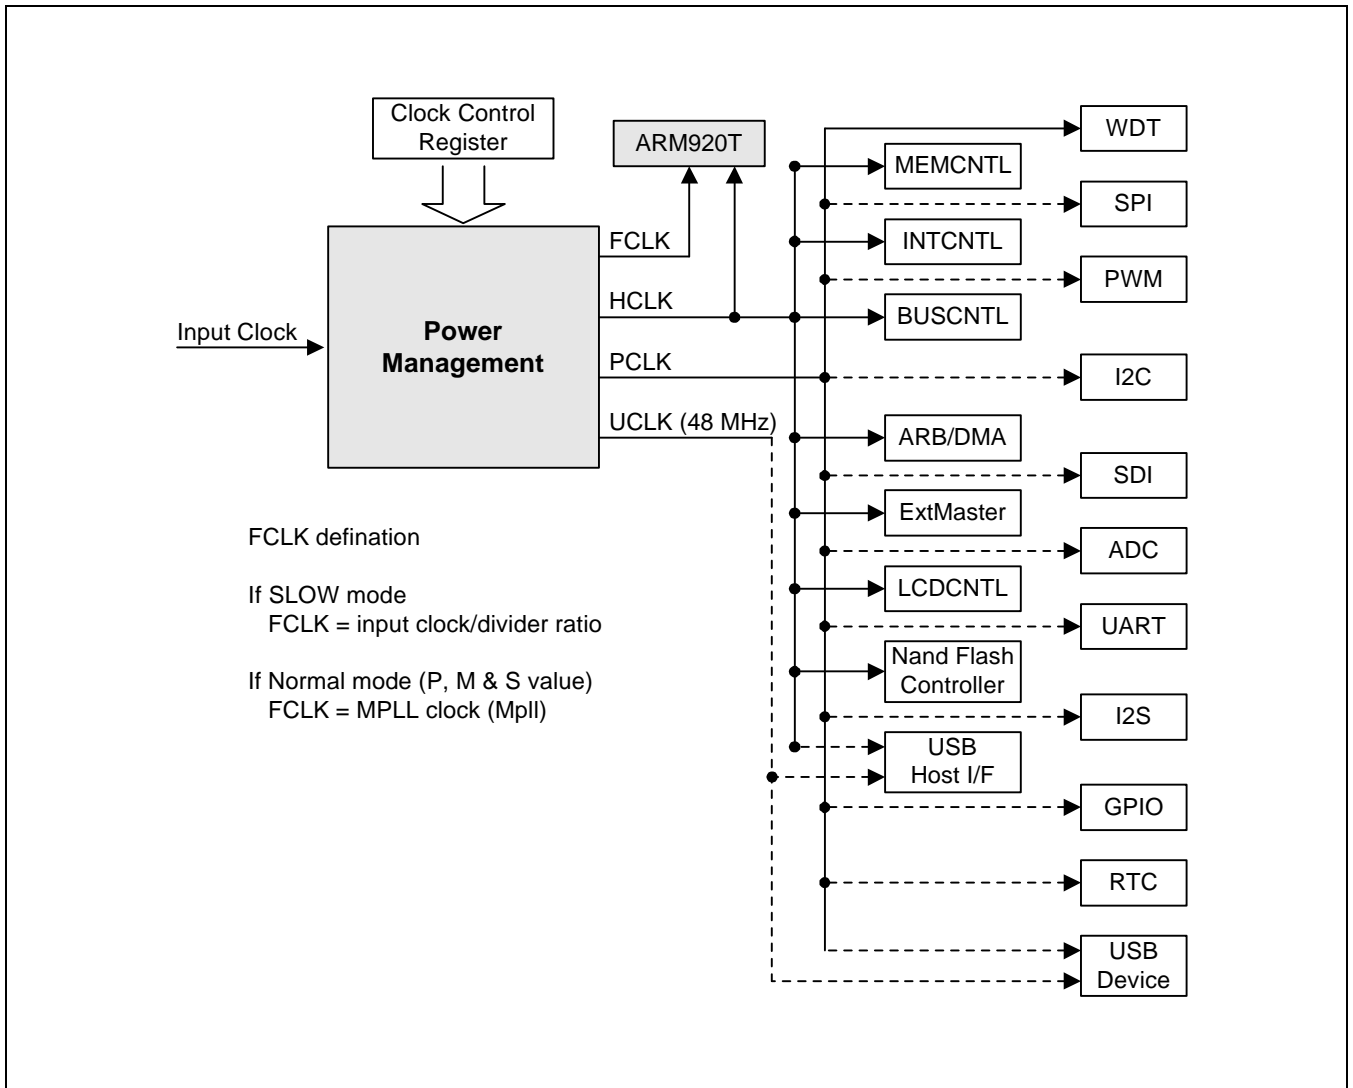 Clock Control
Register
ARM920T
WDT
MEMCNTL
SPI
FCLK
INTCNTL
PWM
HCLK
BUSCNTL
Input Clock
Power
Management
PCLK
I2C
UCLK (48 MHz)
ARB/DMA
SDI
ExtMaster
ADC
FCLK defination
LCDCNTL
If SLOW mode
FCLK = input clock/divider ratio
UART
Nand Flash
Controller
If Normal mode (P, M & S value)
FCLK = MPLL clock (Mpll)
I2S
USB
Host I/F
GPIO
RTC
USB
Device